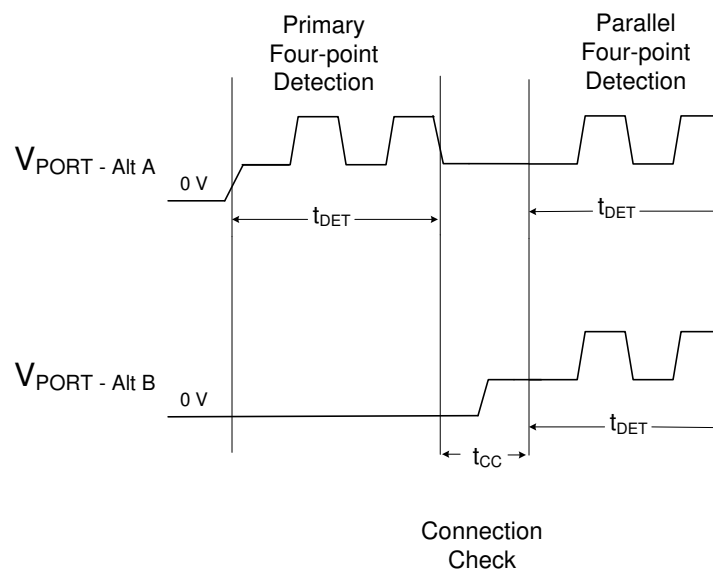 Primary
Four-point
Detection
Parallel
Four-point
Detection
VPORT - Alt A
0 V
tDET
tDET
VPORT - Alt B
0 V
tDET
tCC
Connection
Check